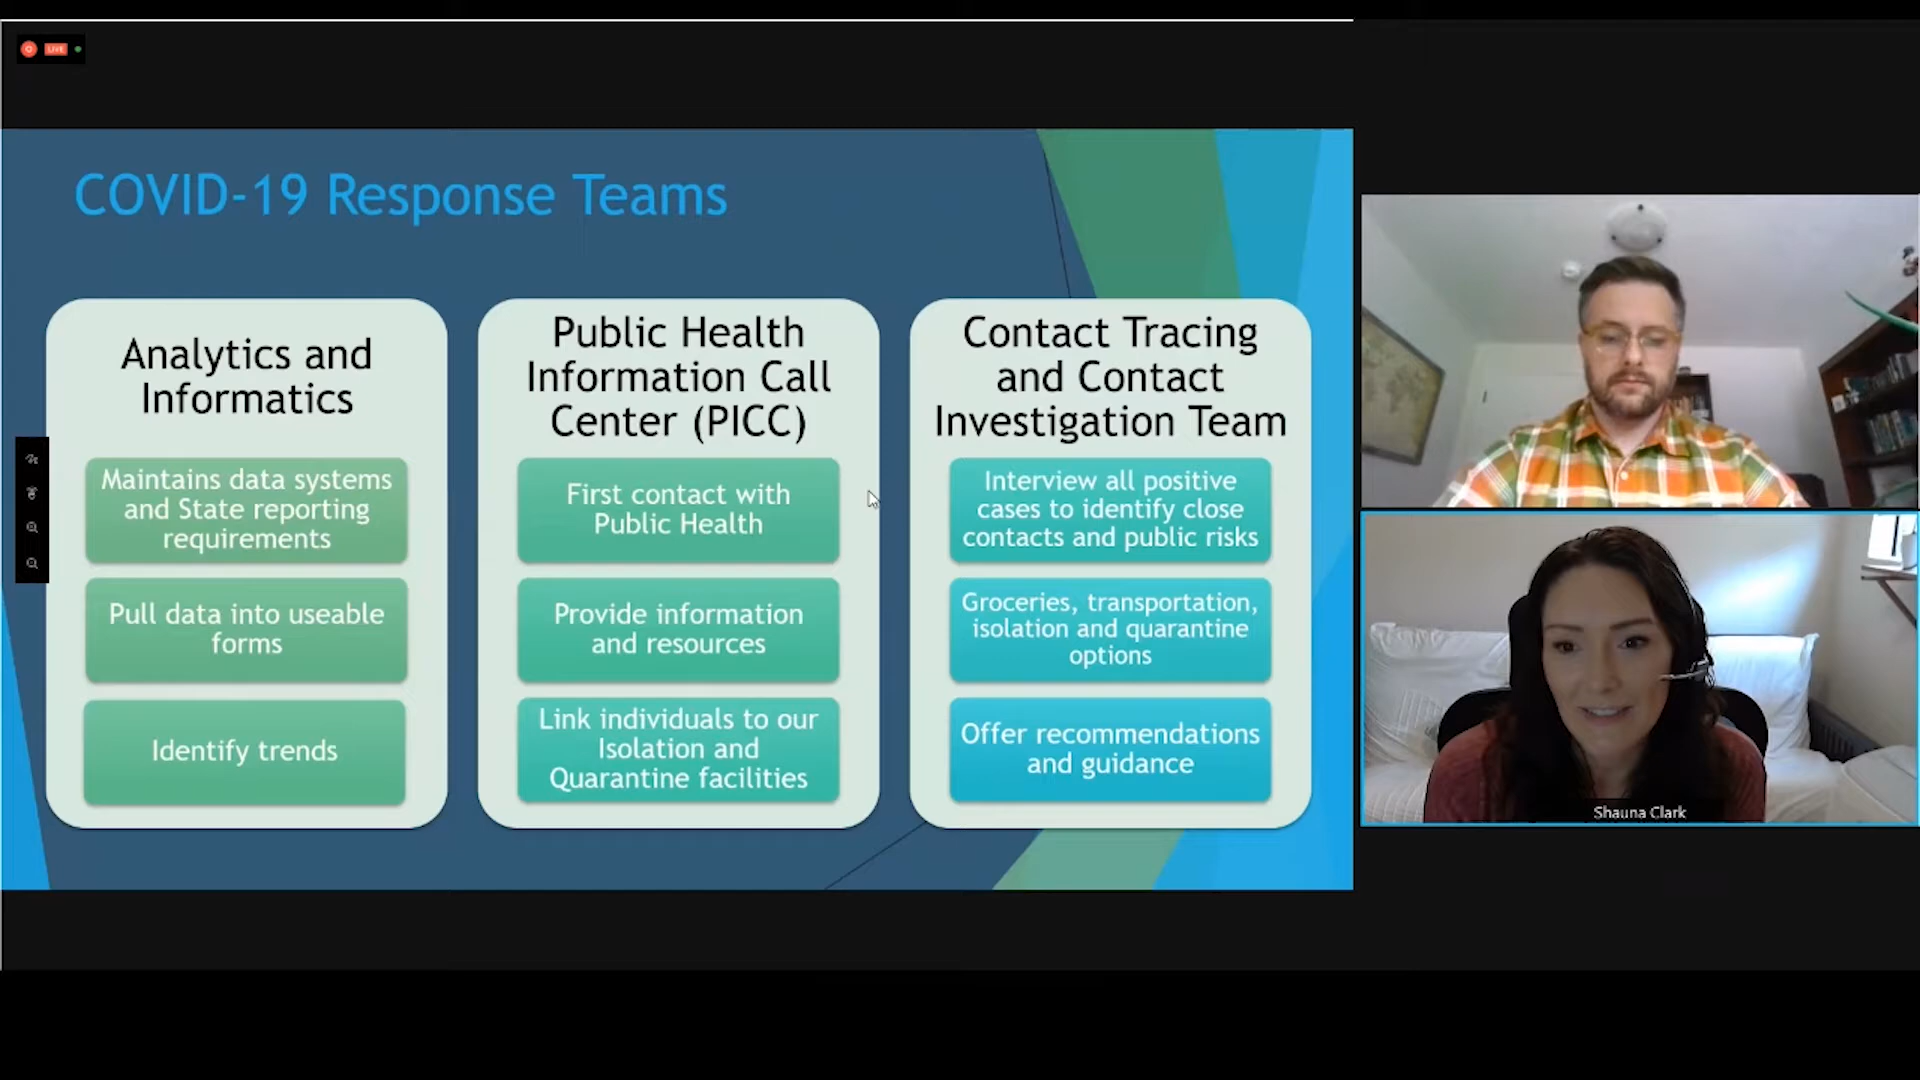 LIVE
COVID-19 Response Teams
Analytics and
Informatics
Maintains data systems
and State reporting
requirements
Pull data into useable
forms
Identify trends
Public Health
Information Call
Center (PICC)
First contact with
Public Health
Provide information
and resources
Link individuals to our
Isolation and
Quarantine facilities
Contact Tracing
and Contact
Investigation Team
Interview all positive
cases to identify close
contacts and public risks
Groceries, transportation,
isolation and quarantine
options
Offer recommendations
and guidance
Shauna Clark